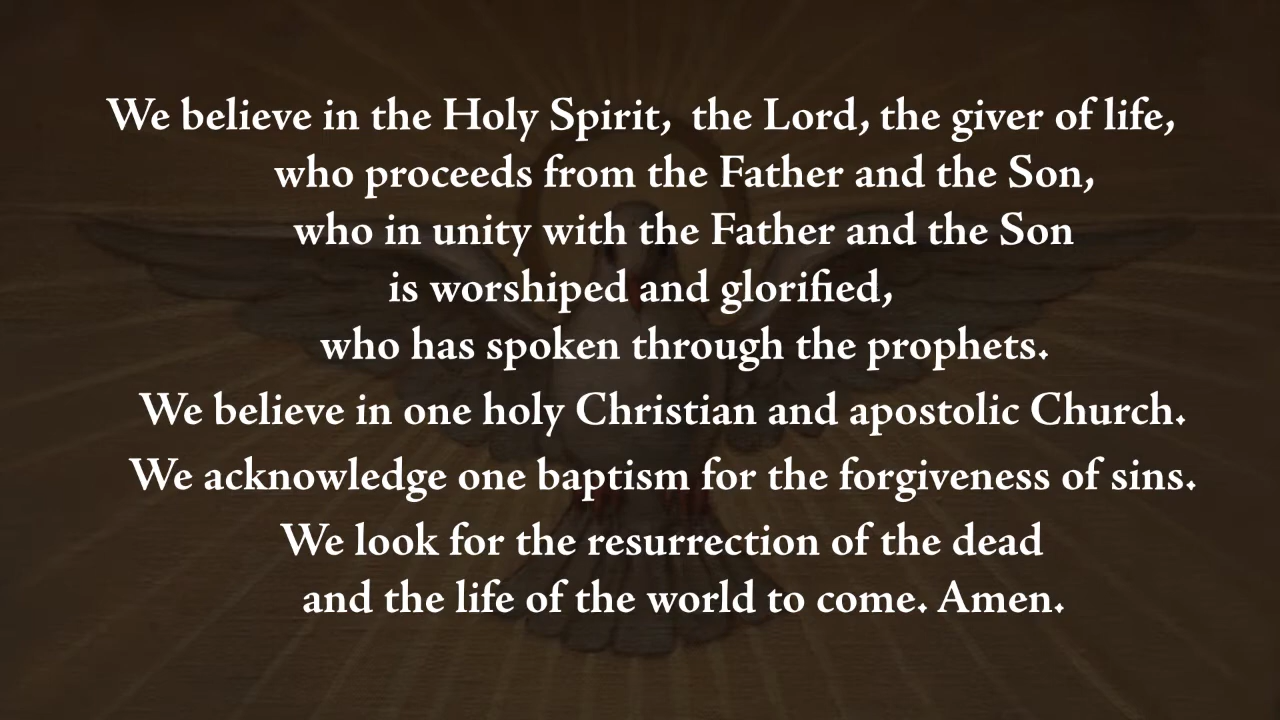 We believe in the Holy Spirit,  the Lord, the giver of life,
who proceeds from the Father and the Son,
who in unity with the Father and the Son
is worshiped and glorified,
who has spoken through the prophets.
We believe in one holy Christian and apostolic Church.
We acknowledge one baptism for the forgiveness of sins.
We look for the resurrection of the dead
and the life of the world to come. Amen.